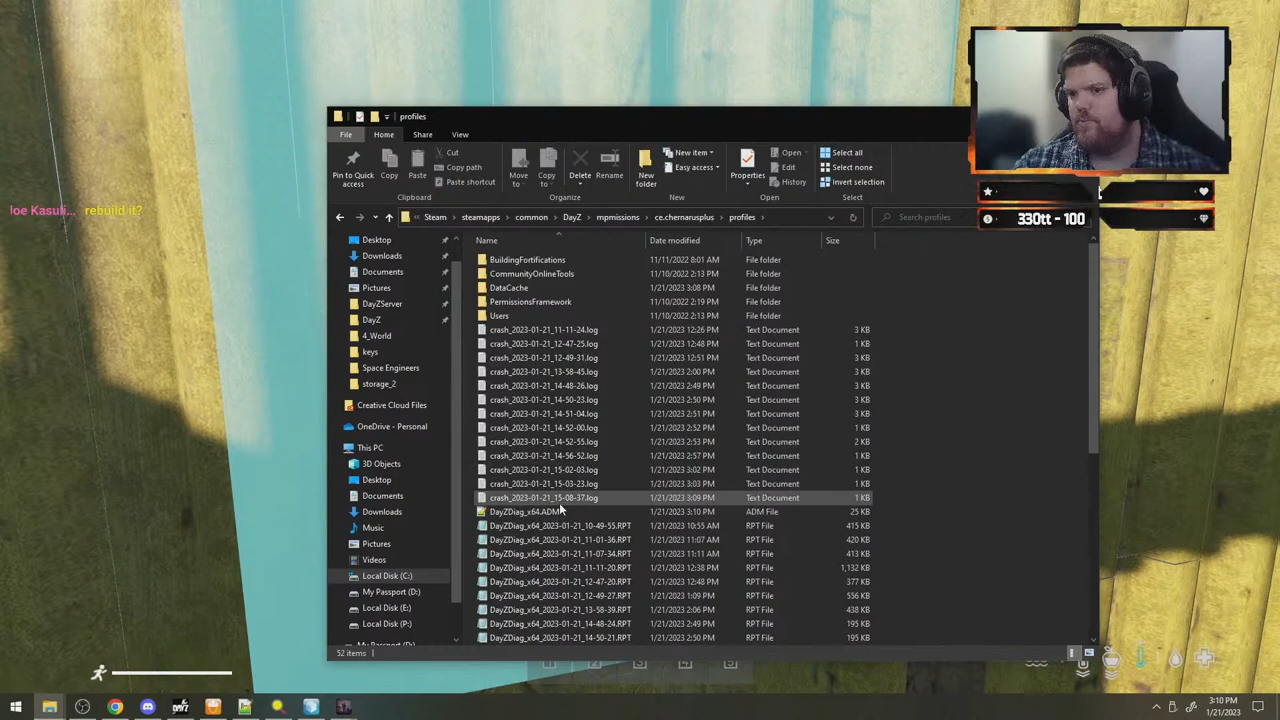 profiles
File
Home
Share
View
Pin to Quick access
Copy
Paste
Cut
Copy path
Paste shortcut
Move to
Copy to
Delete
Rename
New folder
New item
Easy access
Properties
Open
Edit
History
Select all
Select none
Invert selection
Clipboard
Organize
New
Open
Select
Steam > steamapps > common > DayZ > mpmissions > ce.chernarusplus > profiles >
Search profiles
330tt - 100
loe Kasuli... rebuild it?
Name Date modified Type Size
Desktop
Downloads
Documents
Pictures
DayZServer
DayZ
4_World
keys
Space Engineers
storage_2
Creative Cloud Files
OneDrive - Personal
This PC
3D Objects
Desktop
Documents
Downloads
Music
Pictures
Videos
Local Disk (C:)
My Passport (D:)
Local Disk (E:)
Local Disk (P:)
BuildingFortifications 11/11/2022 8:01 AM File folder
CommunityOnlineTools 11/10/2022 2:13 PM File folder
DataCache 1/21/2023 3:08 PM File folder
PermissionsFramework 11/10/2022 2:19 PM File folder
Users 11/10/2022 2:13 PM File folder
crash_2023-01-21_11-11-24.log 1/21/2023 12:26 PM Text Document 3 KB
crash_2023-01-21_12-47-25.log 1/21/2023 12:48 PM Text Document 1 KB
crash_2023-01-21_12-49-31.log 1/21/2023 12:51 PM Text Document 3 KB
crash_2023-01-21_13-58-45.log 1/21/2023 2:00 PM Text Document 3 KB
crash_2023-01-21_14-48-26.log 1/21/2023 2:49 PM Text Document 3 KB
crash_2023-01-21_14-50-23.log 1/21/2023 2:50 PM Text Document 3 KB
crash_2023-01-21_14-51-04.log 1/21/2023 2:51 PM Text Document 3 KB
crash_2023-01-21_14-52-00.log 1/21/2023 2:52 PM Text Document 1 KB
crash_2023-01-21_14-52-55.log 1/21/2023 2:53 PM Text Document 2 KB
crash_2023-01-21_14-56-52.log 1/21/2023 2:57 PM Text Document 1 KB
crash_2023-01-21_15-02-03.log 1/21/2023 3:02 PM Text Document 1 KB
crash_2023-01-21_15-03-23.log 1/21/2023 3:03 PM Text Document 1 KB
crash_2023-01-21_15-08-37.log 1/21/2023 3:09 PM Text Document 1 KB
DayZDiag_x64.ADM 1/21/2023 3:10 PM ADM File 25 KB
DayZDiag_x64_2023-01-21_10-49-55.RPT 1/21/2023 10:55 AM RPT File 415 KB
DayZDiag_x64_2023-01-21_11-01-36.RPT 1/21/2023 11:07 AM RPT File 420 KB
DayZDiag_x64_2023-01-21_11-07-34.RPT 1/21/2023 11:11 AM RPT File 413 KB
DayZDiag_x64_2023-01-21_11-11-20.RPT 1/21/2023 12:38 PM RPT File 1,132 KB
DayZDiag_x64_2023-01-21_12-47-20.RPT 1/21/2023 12:48 PM RPT File 377 KB
DayZDiag_x64_2023-01-21_12-49-27.RPT 1/21/2023 1:09 PM RPT File 556 KB
DayZDiag_x64_2023-01-21_13-58-39.RPT 1/21/2023 2:06 PM RPT File 438 KB
DayZDiag_x64_2023-01-21_14-48-24.RPT 1/21/2023 2:49 PM RPT File 195 KB
DayZDiag_x64_2023-01-21_14-50-21.RPT 1/21/2023 2:50 PM RPT File 195 KB
52 items
3:10 PM
1/21/2023